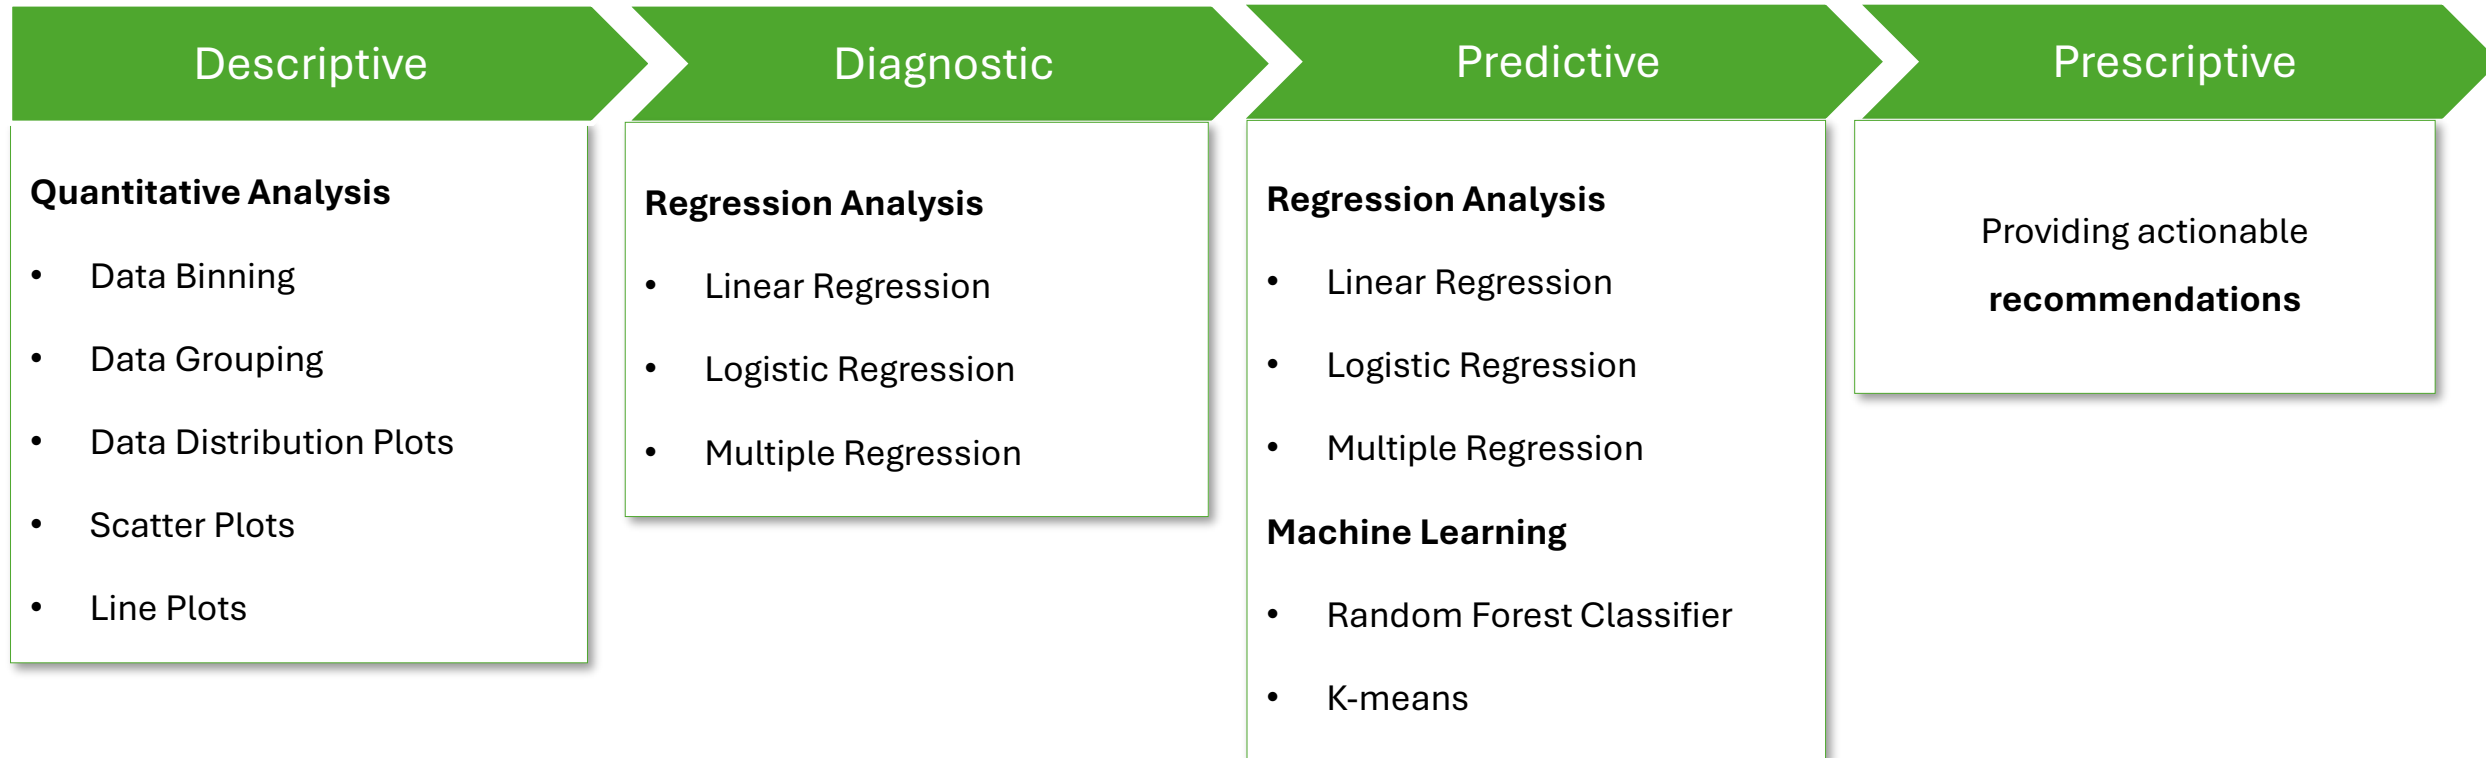 Descriptive
Quantitative Analysis
• Data Binning
• Data Grouping
• Data Distribution Plots
• Scatter Plots
• Line Plots
Diagnostic
Regression Analysis
• Linear Regression
• Logistic Regression
• Multiple Regression
Predictive
Regression Analysis
• Linear Regression
• Logistic Regression
• Multiple Regression
Machine Learning
• Random Forest Classifier
• K-means
Prescriptive
Providing actionable
recommendations